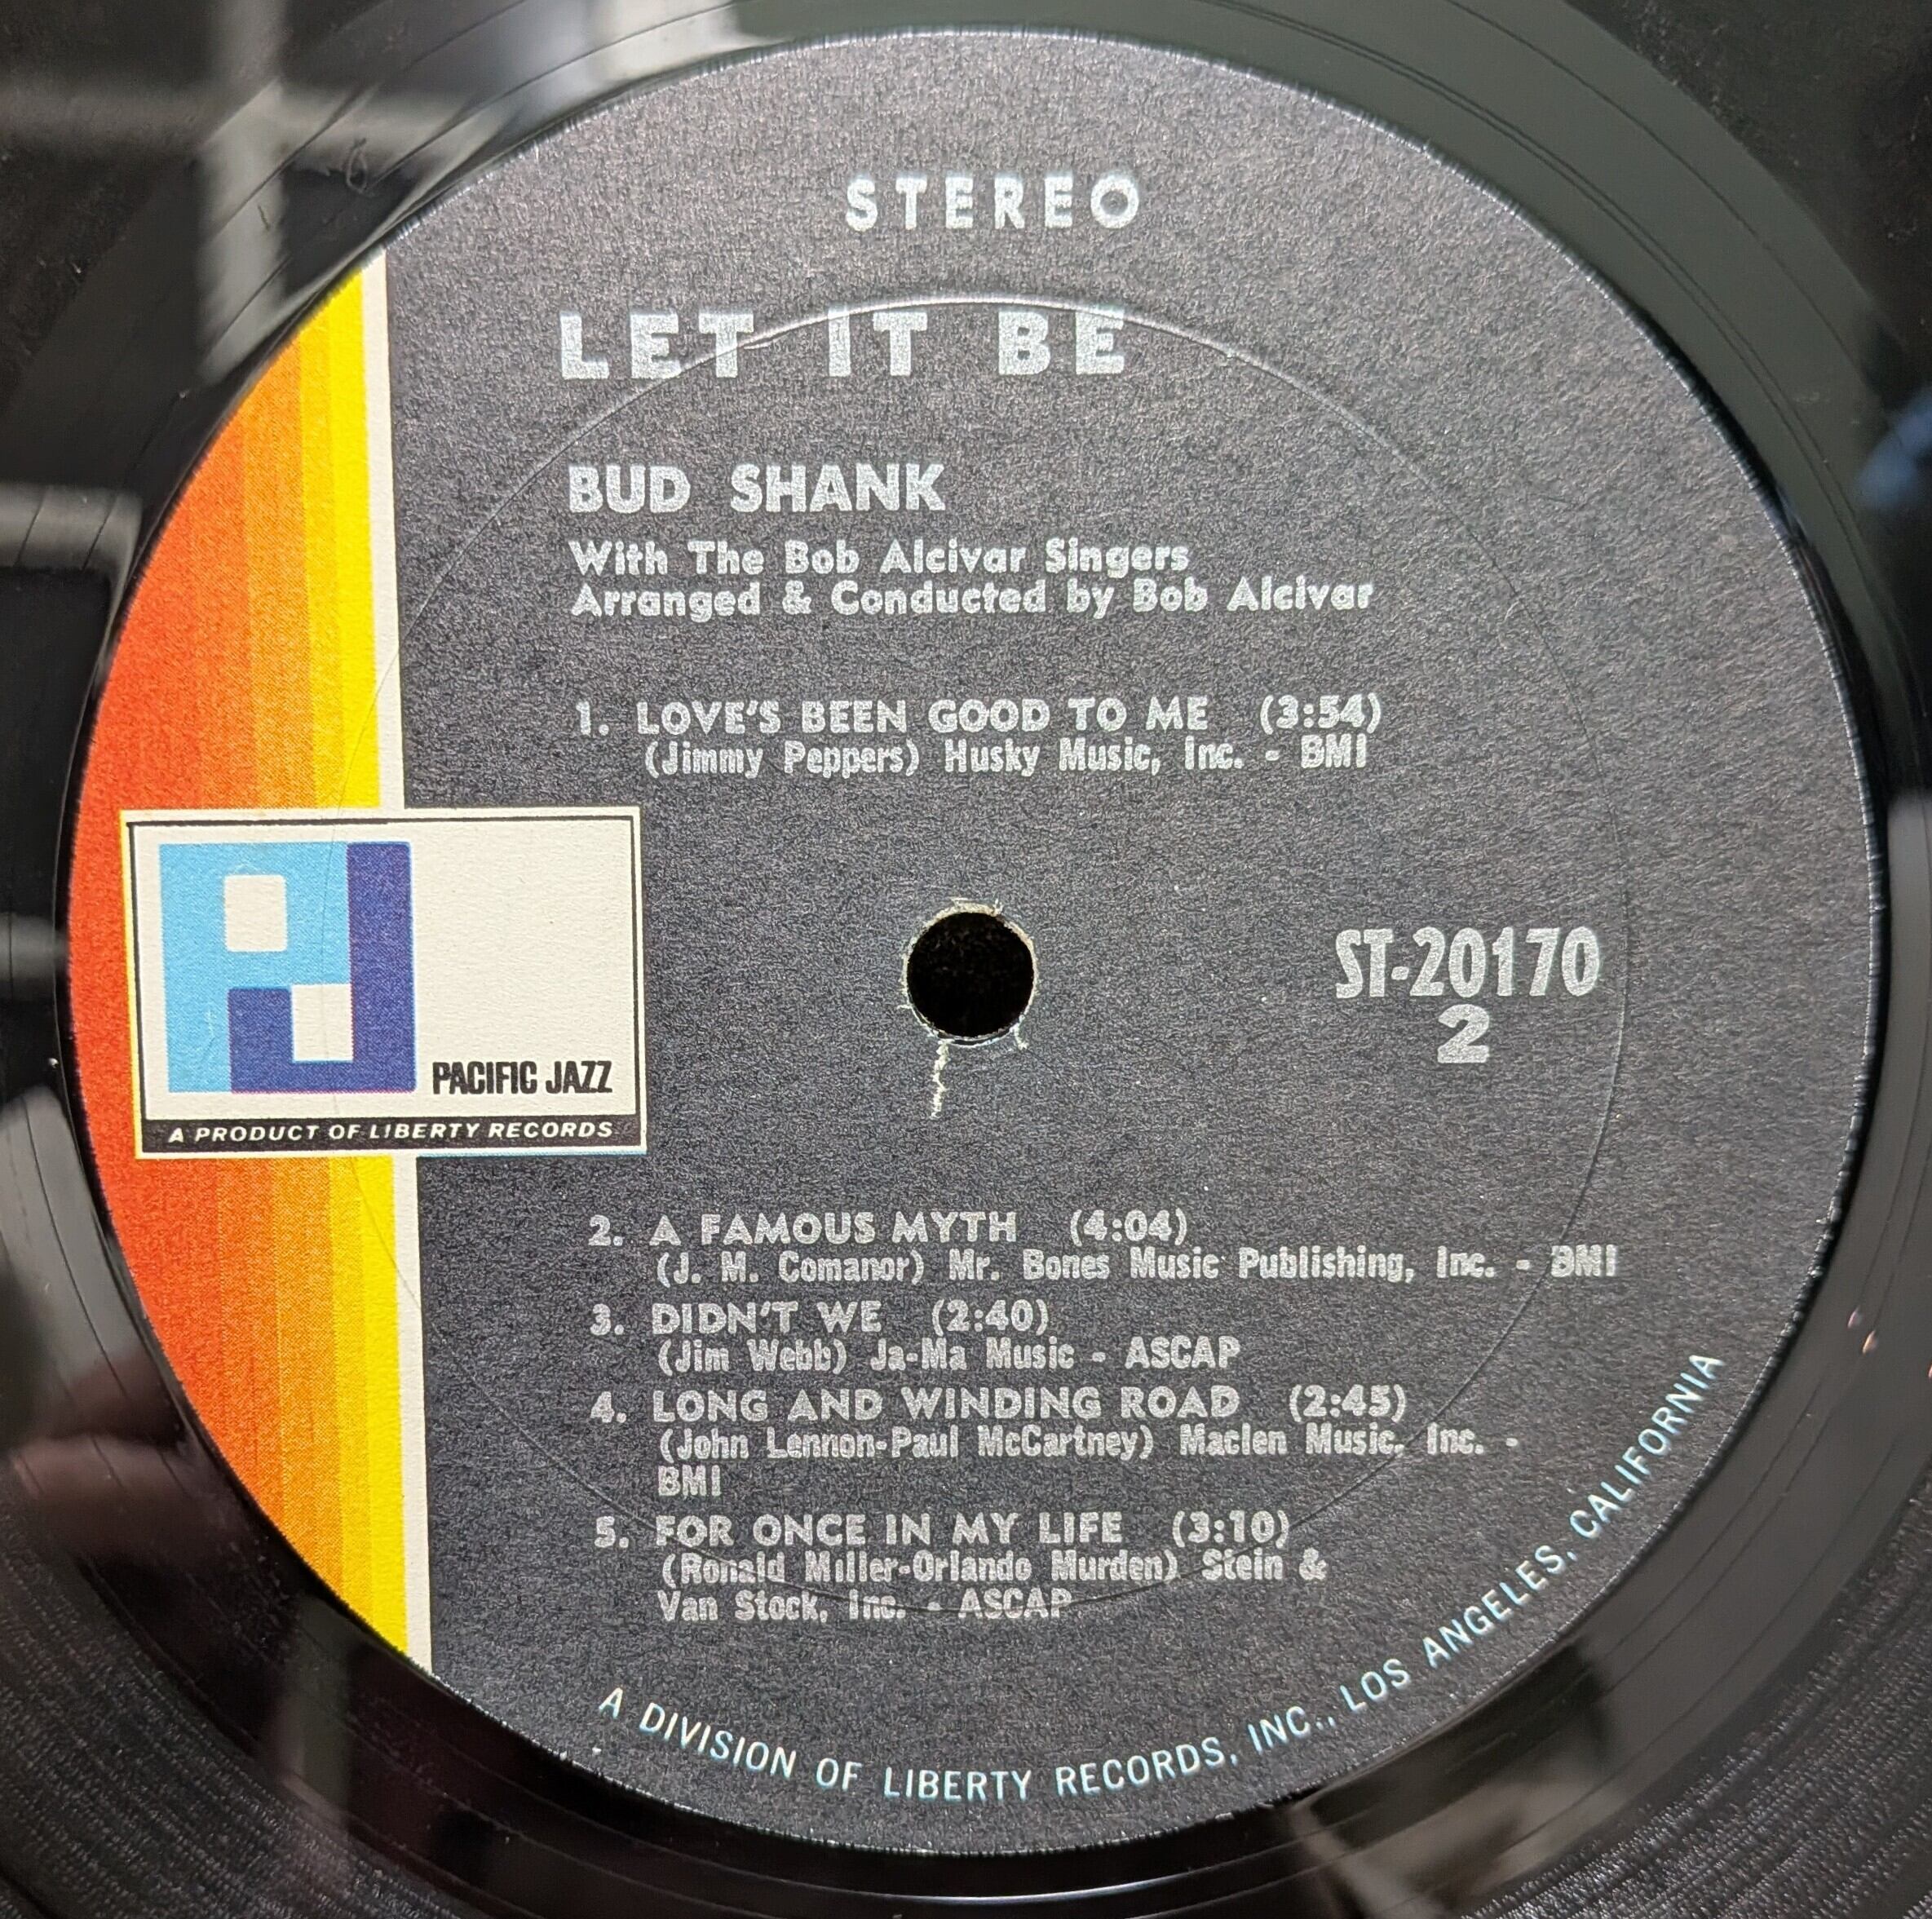 STEREO
LET IT BE
BUD SHANK
With The Bob Alcivar Singers
Arranged & Conducted by Bob Alcivar
1. LOVE'S BEEN GOOD TO ME (3:54)
(Jimmy Peppers) Husky Music, Inc. - BMI
PJ
PACIFIC JAZZ
A PRODUCT OF LIBERTY RECORDS
ST-20170
2
2. A FAMOUS MYTH (4:04)
(J. M. Comanor) Mr. Bones Music Publishing, Inc. - BMI
3. DIDN'T WE (2:40)
(Jim Webb) Ja-Ma Music - ASCAP
4. LONG AND WINDING ROAD (2:45)
(John Lennon-Paul McCartney) Maclen Music, Inc. -
BMI
5. FOR ONCE IN MY LIFE (3:10)
(Ronald Miller-Orlando Murden) Stein &
Van Stock, Inc. - ASCAP
A DIVISION OF LIBERTY RECORDS, INC., LOS ANGELES, CALIFORNIA